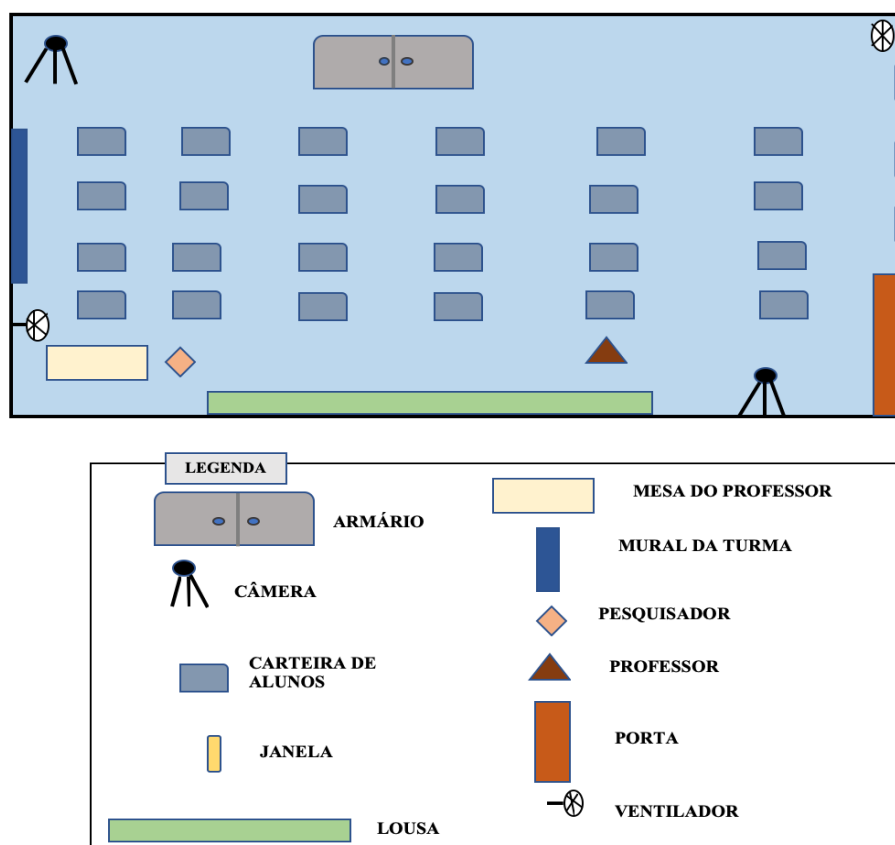 LEGENDA
ARMÁRIO
CÂMERA
CARTEIRA DE
ALUNOS
JANELA
LOUSA
MESA DO PROFESSOR
MURAL DA TURMA
PESQUISADOR
PROFESSOR
PORTA
VENTILADOR